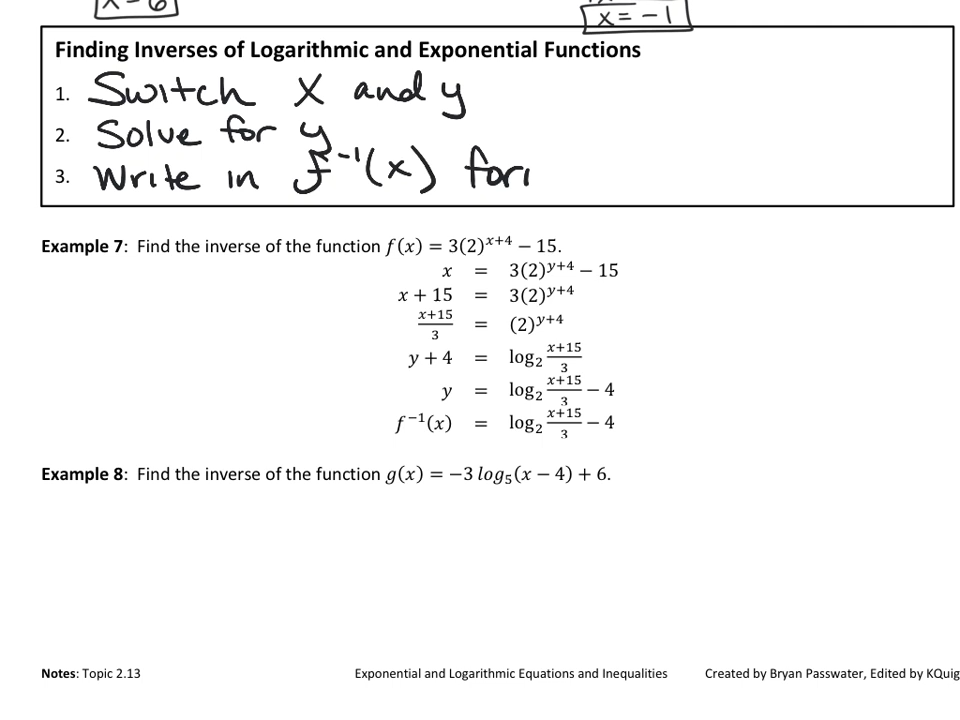 x = -1
Finding Inverses of Logarithmic and Exponential Functions
1. Switch x and y
2. Solve for y
3. Write in f⁻¹(x)
Example 7: Find the inverse of the function f(x) = 3(2)ˣ⁺⁴ − 15.
x = 3(2)ʸ⁺⁴ − 15
x + 15 = 3(2)ʸ⁺⁴
(x+15)/3 = (2)ʸ⁺⁴
y + 4 = log₂ (x+15)/3
y = log₂ (x+15)/3 − 4
f⁻¹(x) = log₂ (x+15)/3 − 4
Example 8: Find the inverse of the function g(x) = −3 log₅(x − 4) + 6.
Notes: Topic 2.13 Exponential and Logarithmic Equations and Inequalities Created by Bryan Passwater, Edited by KQuig